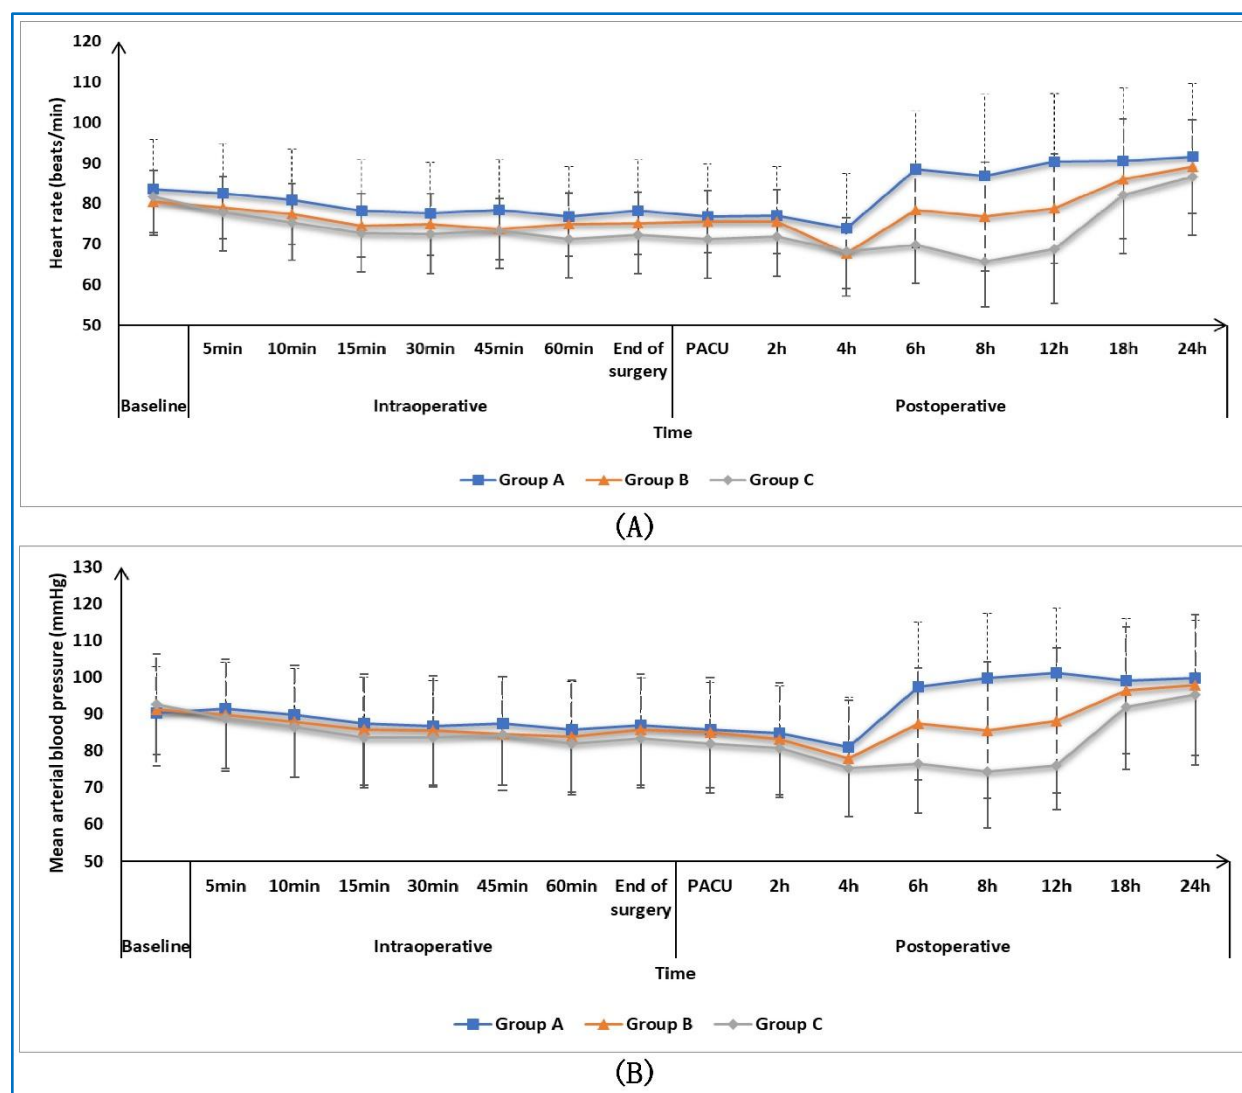 120
110
100
90
80
70
60
50
Heart rate (beats/min)
5min 10min 15min 30min 45min 60min End of surgery PACU 2h 4h 6h 8h 12h 18h 24h
Baseline Intraoperative Postoperative
Time
Group A Group B Group C
(A)
130
120
110
100
90
80
70
60
50
Mean arterial blood pressure (mmHg)
5min 10min 15min 30min 45min 60min End of surgery PACU 2h 4h 6h 8h 12h 18h 24h
Baseline Intraoperative Postoperative
Time
Group A Group B Group C
(B)